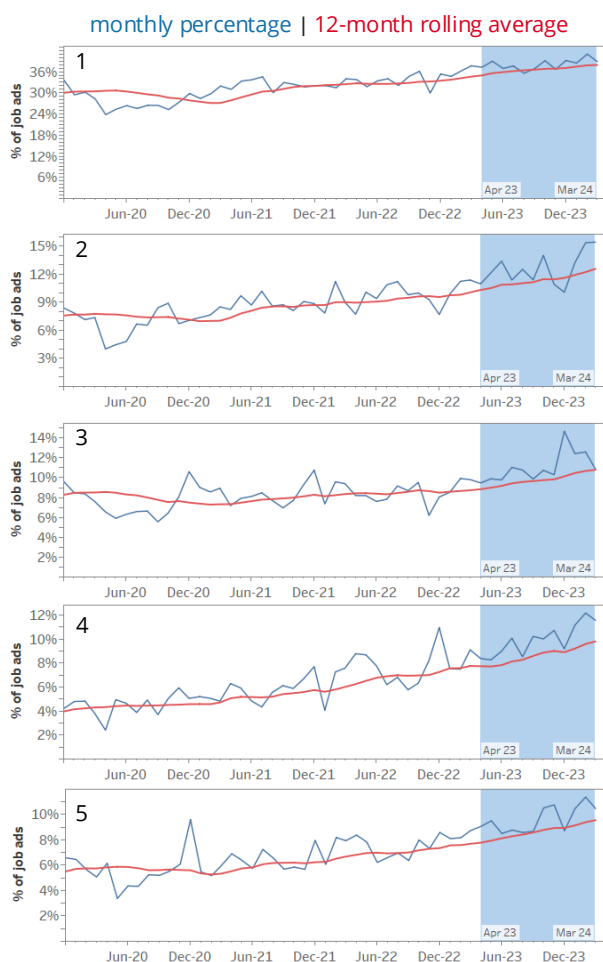 monthly percentage | 12-month rolling average
1
% of job ads
36%
30%
24%
18%
12%
6%
Apr 23
Mar 24
Jun-20 Dec-20 Jun-21 Dec-21 Jun-22 Dec-22 Jun-23 Dec-23
2
% of job ads
15%
12%
9%
6%
3%
Apr 23
Mar 24
Jun-20 Dec-20 Jun-21 Dec-21 Jun-22 Dec-22 Jun-23 Dec-23
3
% of job ads
14%
12%
10%
8%
6%
4%
2%
Apr 23
Mar 24
Jun-20 Dec-20 Jun-21 Dec-21 Jun-22 Dec-22 Jun-23 Dec-23
4
% of job ads
12%
10%
8%
6%
4%
2%
Apr 23
Mar 24
Jun-20 Dec-20 Jun-21 Dec-21 Jun-22 Dec-22 Jun-23 Dec-23
5
% of job ads
10%
8%
6%
4%
2%
Apr 23
Mar 24
Jun-20 Dec-20 Jun-21 Dec-21 Jun-22 Dec-22 Jun-23 Dec-23